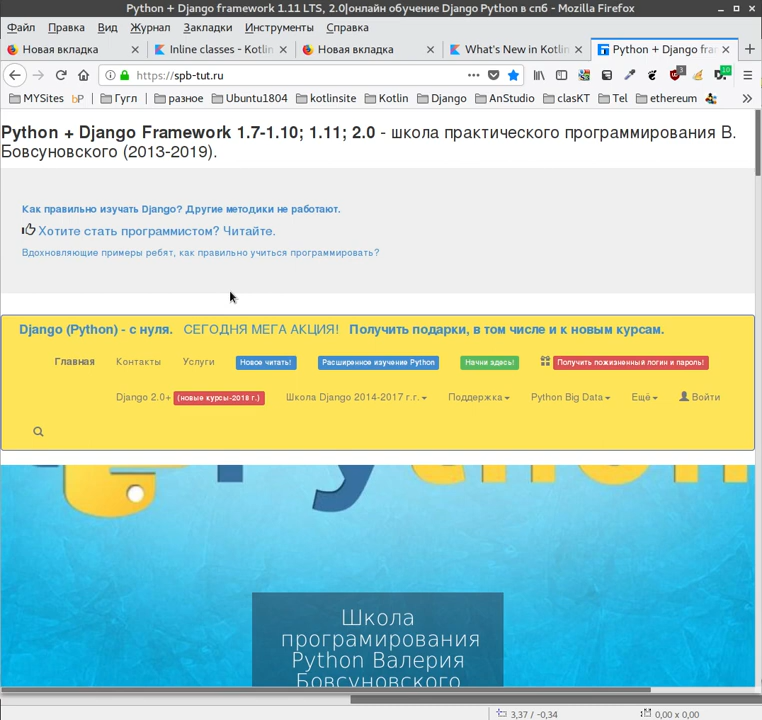 Python + Django framework 1.11 LTS, 2.0|онлайн обучение Django Python в спб - Mozilla Firefox
Файл Правка Вид Журнал Закладки Инструменты Справка
Новая вкладка Inline classes - Kotlin Новая вкладка What's New in Kotlin Python + Django fram
https://spb-tut.ru
MYSites Гугл разное Ubuntu1804 kotlinsite Kotlin Django AnStudio clasKT Tel ethereum
Python + Django Framework 1.7-1.10; 1.11; 2.0 - школа практического программирования В.
Бовсуновского (2013-2019).
Как правильно изучать Django? Другие методики не работают.
Хотите стать программистом? Читайте.
Вдохновляющие примеры ребят, как правильно учиться программировать?
Django (Python) - с нуля. СЕГОДНЯ МЕГА АКЦИЯ! Получить подарки, в том числе и к новым курсам.
Главная Контакты Услуги Новое читать! Расширенное изучение Python Начни здесь! Получить пожизненный логин и пароль!
Django 2.0+ (новые курсы-2018 г.) Школа Django 2014-2017 г.г. Поддержка Python Big Data Ещё Войти
Python
Школа
програмирования
Python Валерия
Бовсуновского
3,37 / -0,34 0,00 x 0,00